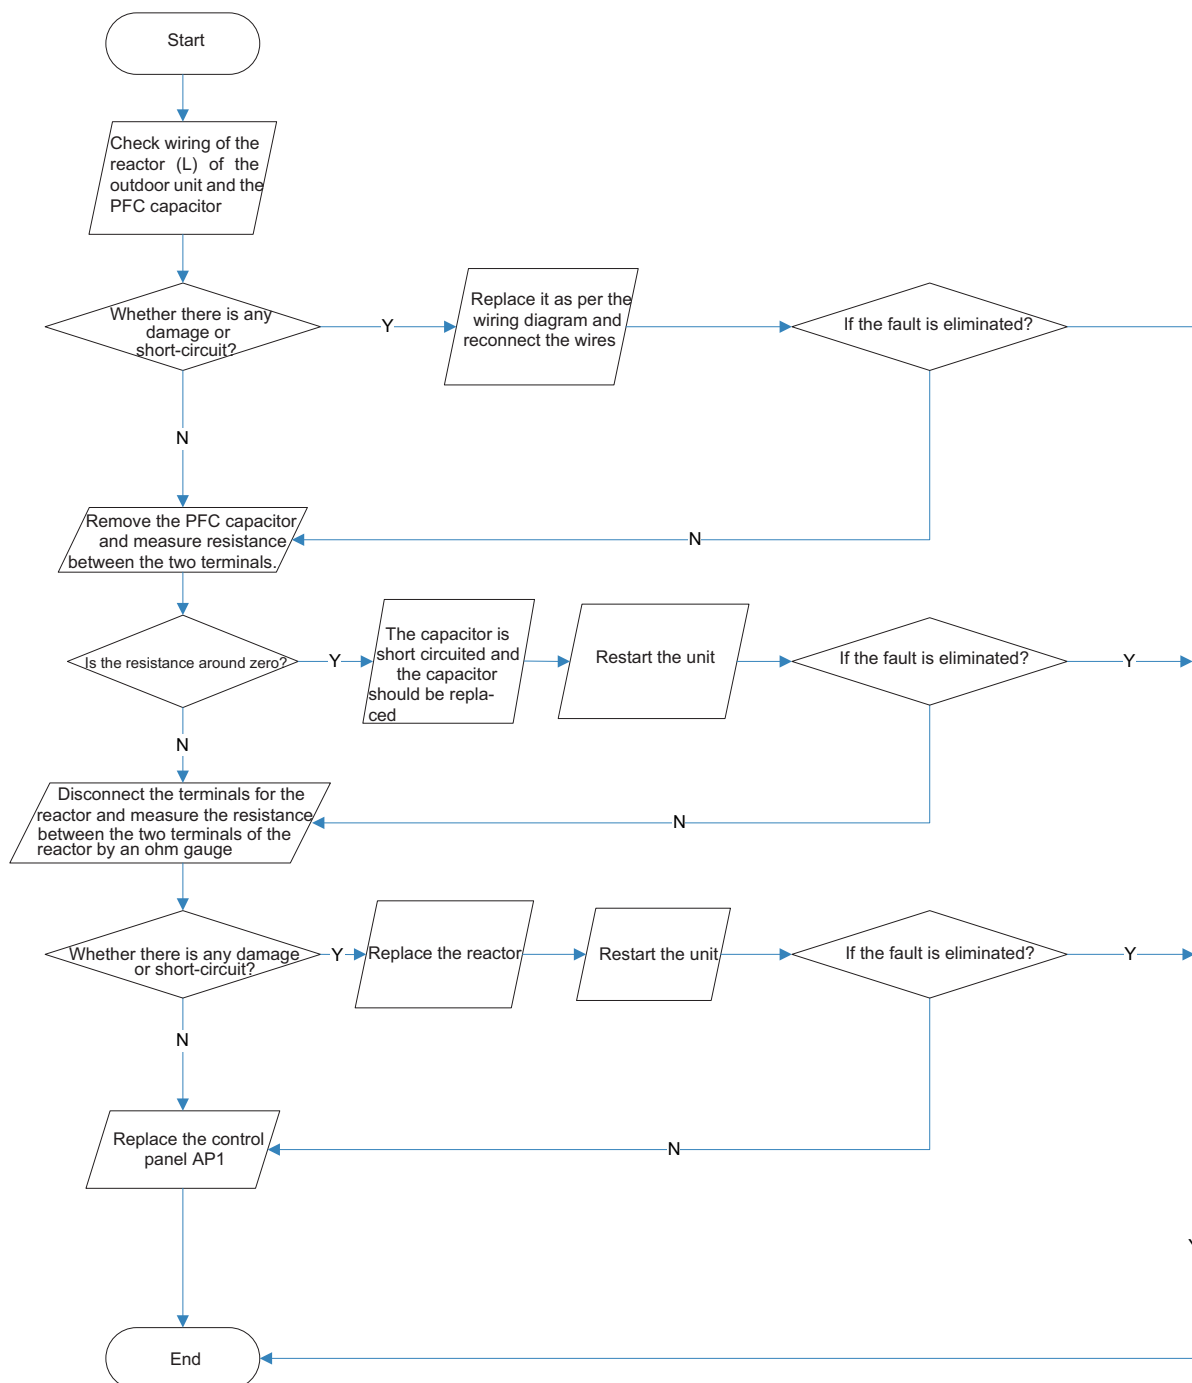 Start
Check wiring of the
reactor (L) of the
outdoor unit and the
PFC capacitor
Whether there is any
damage or
short-circuit?
Y
Replace it as per the
wiring diagram and
reconnect the wires
If the fault is eliminated?
N
Remove the PFC capacitor
and measure resistance
between the two terminals.
N
Is the resistance around zero?
Y
The capacitor is
short circuited and
the capacitor
should be repla-
ced
Restart the unit
If the fault is eliminated?
Y
N
Disconnect the terminals for the
reactor and measure the resistance
between the two terminals of the
reactor by an ohm gauge
N
Whether there is any damage
or short-circuit?
Y
Replace the reactor
Restart the unit
If the fault is eliminated?
Y
N
Replace the control
panel AP1
N
End